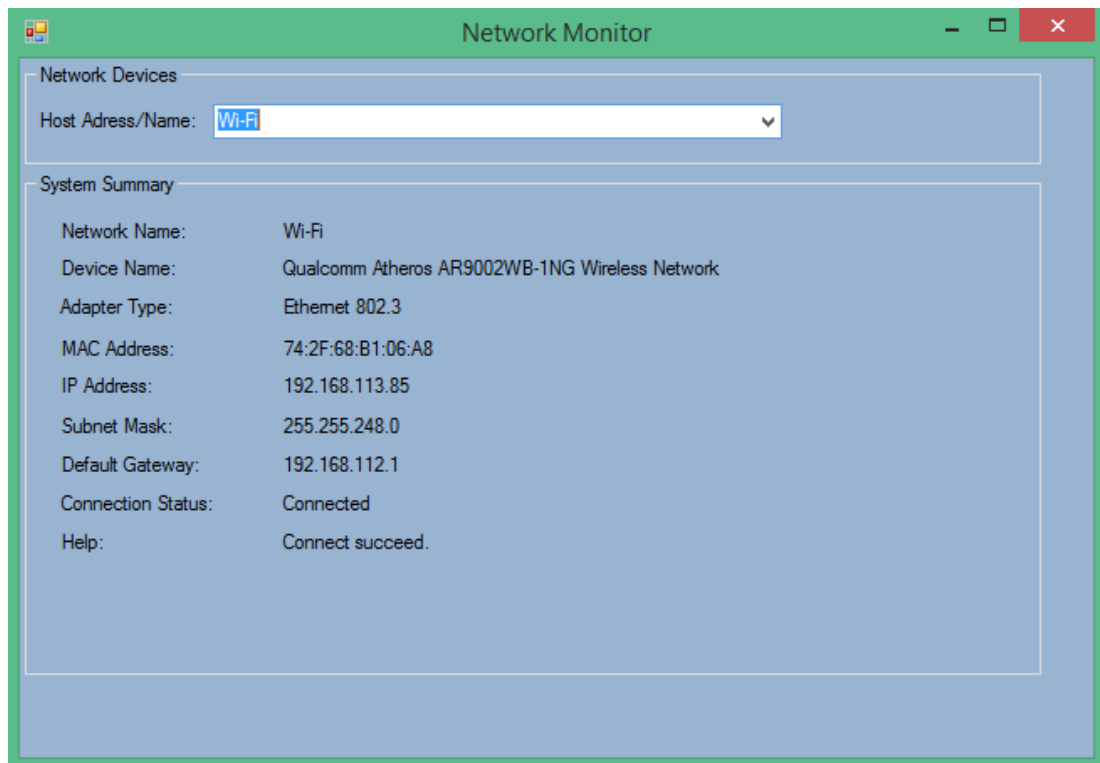 Network Monitor
Network Devices
Host Adress/Name: Wi-Fi
System Summary
Network Name: Wi-Fi
Device Name: Qualcomm Atheros AR9002WB-1NG Wireless Network
Adapter Type: Ethernet 802.3
MAC Address: 74:2F:68:B1:06:A8
IP Address: 192.168.113.85
Subnet Mask: 255.255.248.0
Default Gateway: 192.168.112.1
Connection Status: Connected
Help: Connect succeed.